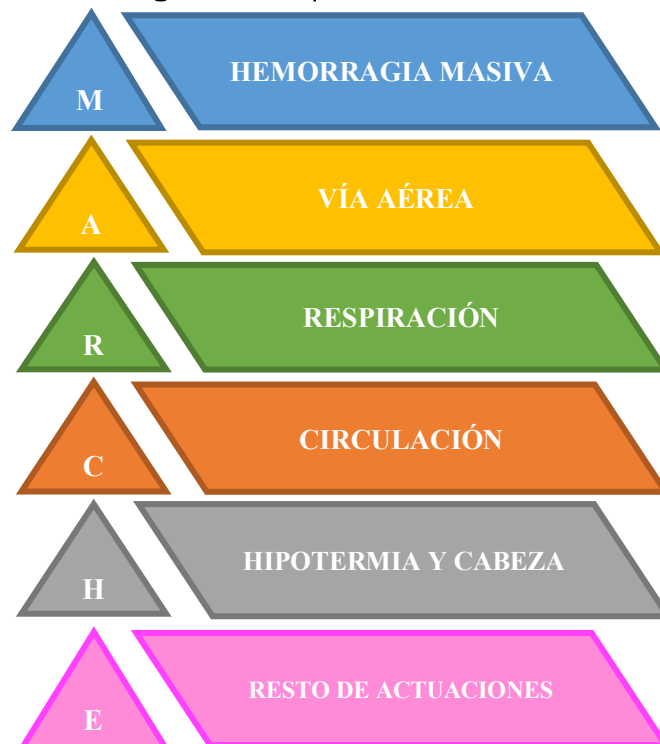 M
HEMORRAGIA MASIVA
A
VÍA AÉREA
R
RESPIRACIÓN
C
CIRCULACIÓN
H
HIPOTERMIA Y CABEZA
E
RESTO DE ACTUACIONES